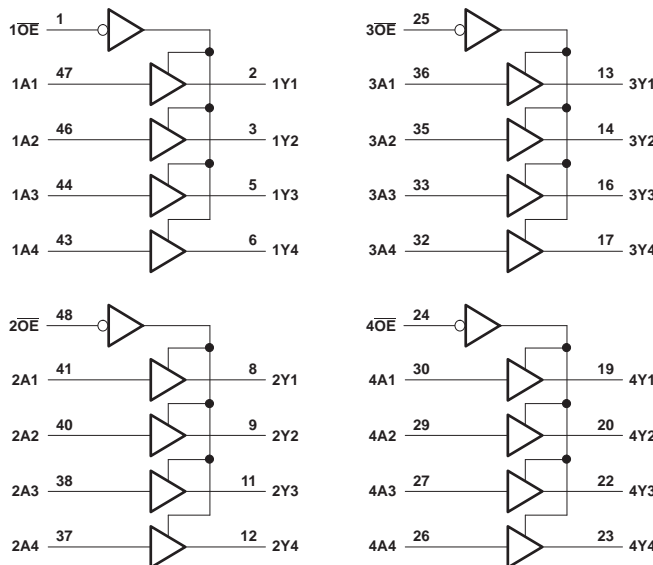 1OE 1
1A1 47 2 1Y1
1A2 46 3 1Y2
1A3 44 5 1Y3
1A4 43 6 1Y4
3OE 25
3A1 36 13 3Y1
3A2 35 14 3Y2
3A3 33 16 3Y3
3A4 32 17 3Y4
2OE 48
2A1 41 8 2Y1
2A2 40 9 2Y2
2A3 38 11 2Y3
2A4 37 12 2Y4
4OE 24
4A1 30 19 4Y1
4A2 29 20 4Y2
4A3 27 22 4Y3
4A4 26 23 4Y4